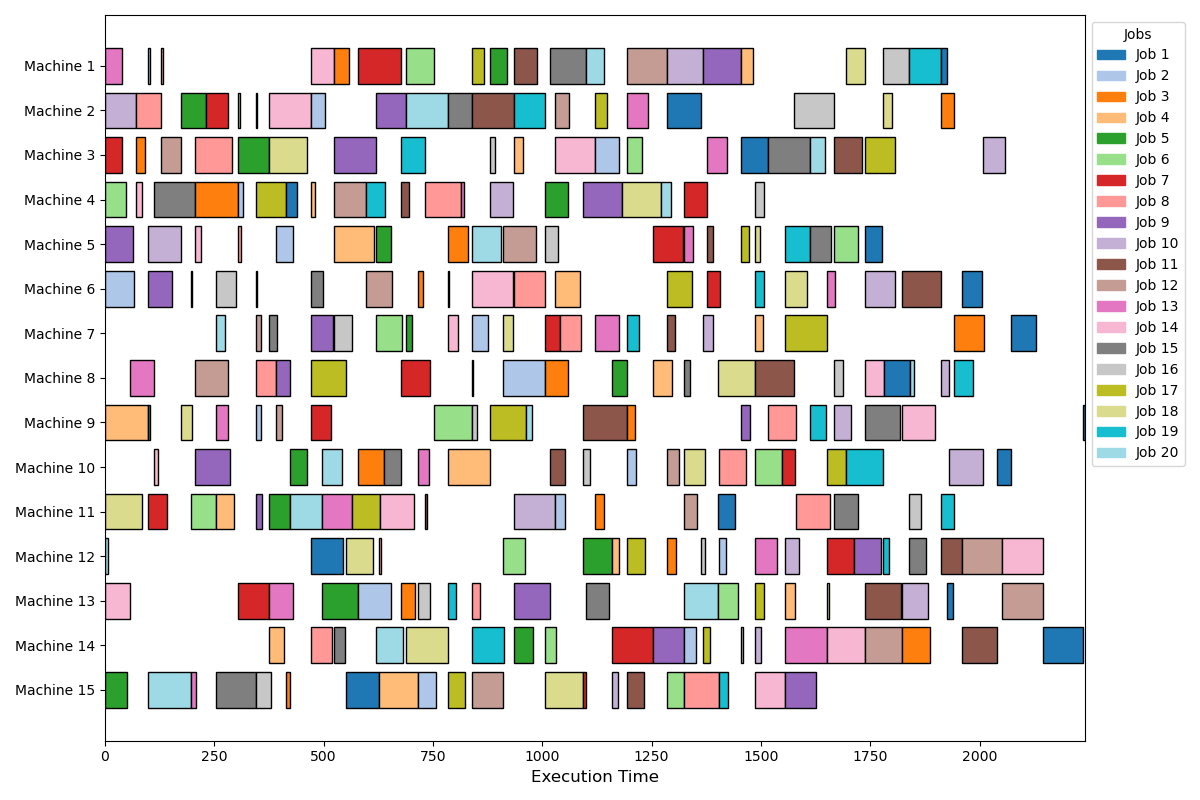 Machine 1
Machine 2
Machine 3
Machine 4
Machine 5
Machine 6
Machine 7
Machine 8
Machine 9
Machine 10
Machine 11
Machine 12
Machine 13
Machine 14
Machine 15
0 250 500 750 1000 1250 1500 1750 2000
Execution Time
Jobs
Job 1
Job 2
Job 3
Job 4
Job 5
Job 6
Job 7
Job 8
Job 9
Job 10
Job 11
Job 12
Job 13
Job 14
Job 15
Job 16
Job 17
Job 18
Job 19
Job 20